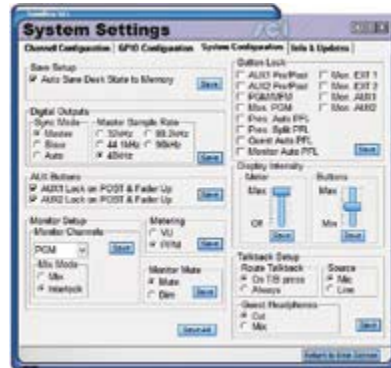 System Settings
Channel Configuration GPIO Configuration System Configuration Info & Updates
Save Setup
Auto Save Desk State to Memory
Save
Digital Outputs
Sync Mode
Master
Slave
Auto
Master Sample Rate
32kHz 88.2kHz
44.1kHz 96kHz
48kHz
Save
AUX Buttons
AUX1 Lock on POST & Fader Up
AUX2 Lock on POST & Fader Up
Save
Monitor Setup
Monitor Channels
PGM
Save
Mix Mode
Mix
Interlock
Metering
VU
PPM
Save
Monitor Mute
Mute
Dim
Save
Save All
Button Lock
AUX1 Pre/Post Mon. EXT 1
AUX2 Pre/Post Mon. EXT 2
Mon. AUX1
Mon. PGM Mon. AUX2
Pres. Auto PFL
Pres. Split PFL
Guest Auto PFL
Monitor Auto PFL
Save
Display Intensity
Meter
Max
Off
Save
Buttons
Max
Min
Save
Talkback Setup
Route Talkback
On T/B press
Always
Source
Mic
Line
Guest Headphones
Cut
Mix
Save